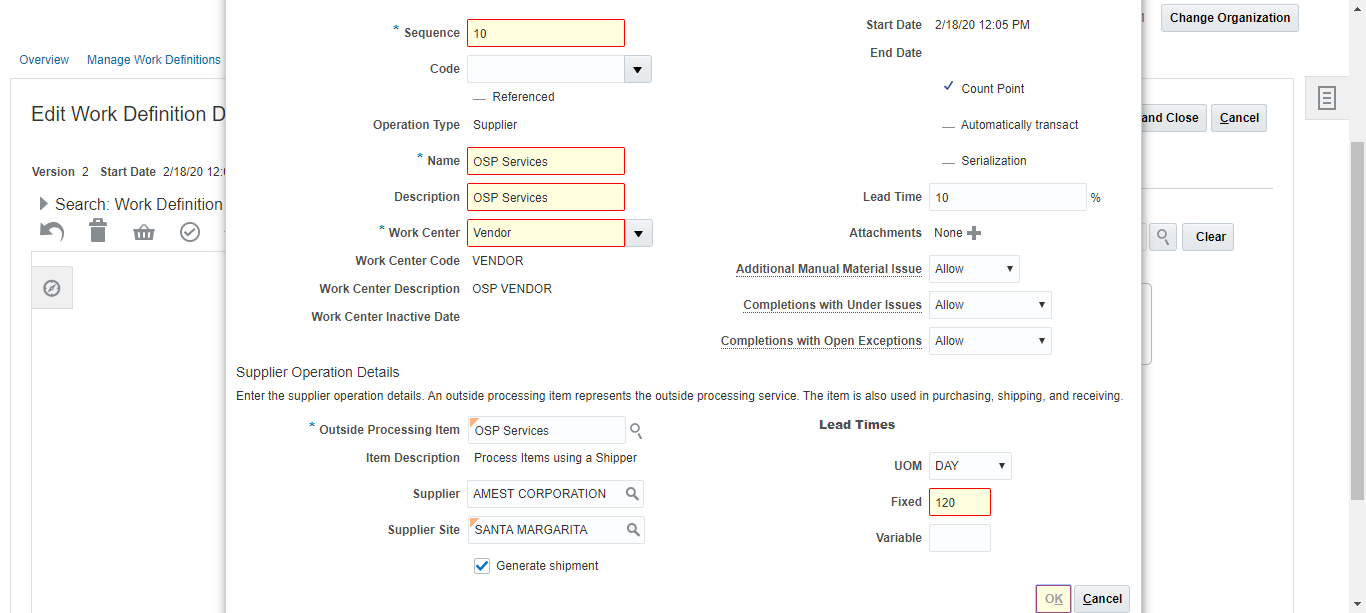 Change Organization
Overview Manage Work Definitions
Edit Work Definition D
and Close Cancel
Version 2 Start Date 2/18/20 12:
Search: Work Definition
Clear
* Sequence 10
Code
Referenced
Operation Type Supplier
* Name OSP Services
Description OSP Services
* Work Center Vendor
Work Center Code VENDOR
Work Center Description OSP VENDOR
Work Center Inactive Date
Start Date 2/18/20 12:05 PM
End Date
Count Point
Automatically transact
Serialization
Lead Time 10 %
Attachments None
Additional Manual Material Issue Allow
Completions with Under Issues Allow
Completions with Open Exceptions Allow
Supplier Operation Details
Enter the supplier operation details. An outside processing item represents the outside processing service. The item is also used in purchasing, shipping, and receiving.
* Outside Processing Item OSP Services
Item Description Process Items using a Shipper
Supplier AMEST CORPORATION
Supplier Site SANTA MARGARITA
Generate shipment
Lead Times
UOM DAY
Fixed 120
Variable
OK Cancel